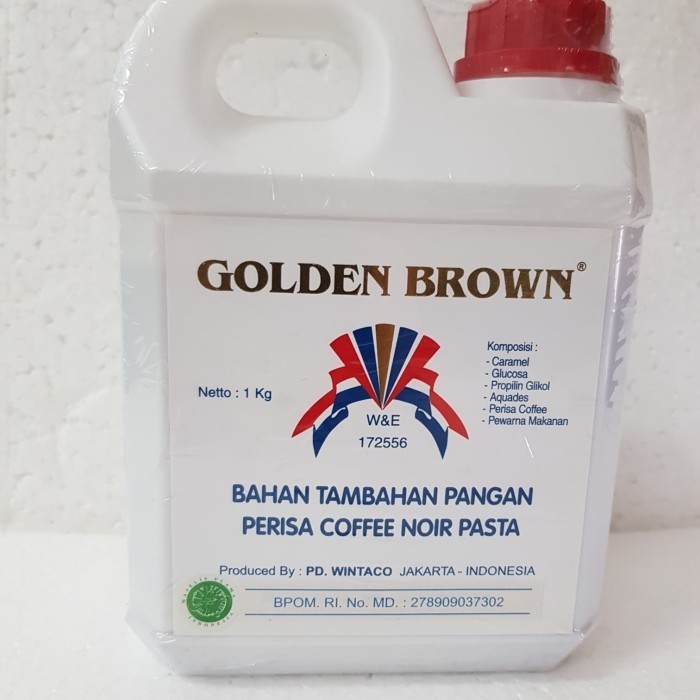 GOLDEN BROWN®
Netto : 1 Kg
W&E
172556
Komposisi :
- Caramel
- Glucosa
- Propilin Glikol
- Aquades
- Perisa Coffee
- Pewarna Makanan
BAHAN TAMBAHAN PANGAN
PERISA COFFEE NOIR PASTA
Produced By : PD. WINTACO JAKARTA - INDONESIA
BPOM. RI. No. MD. : 278909037302